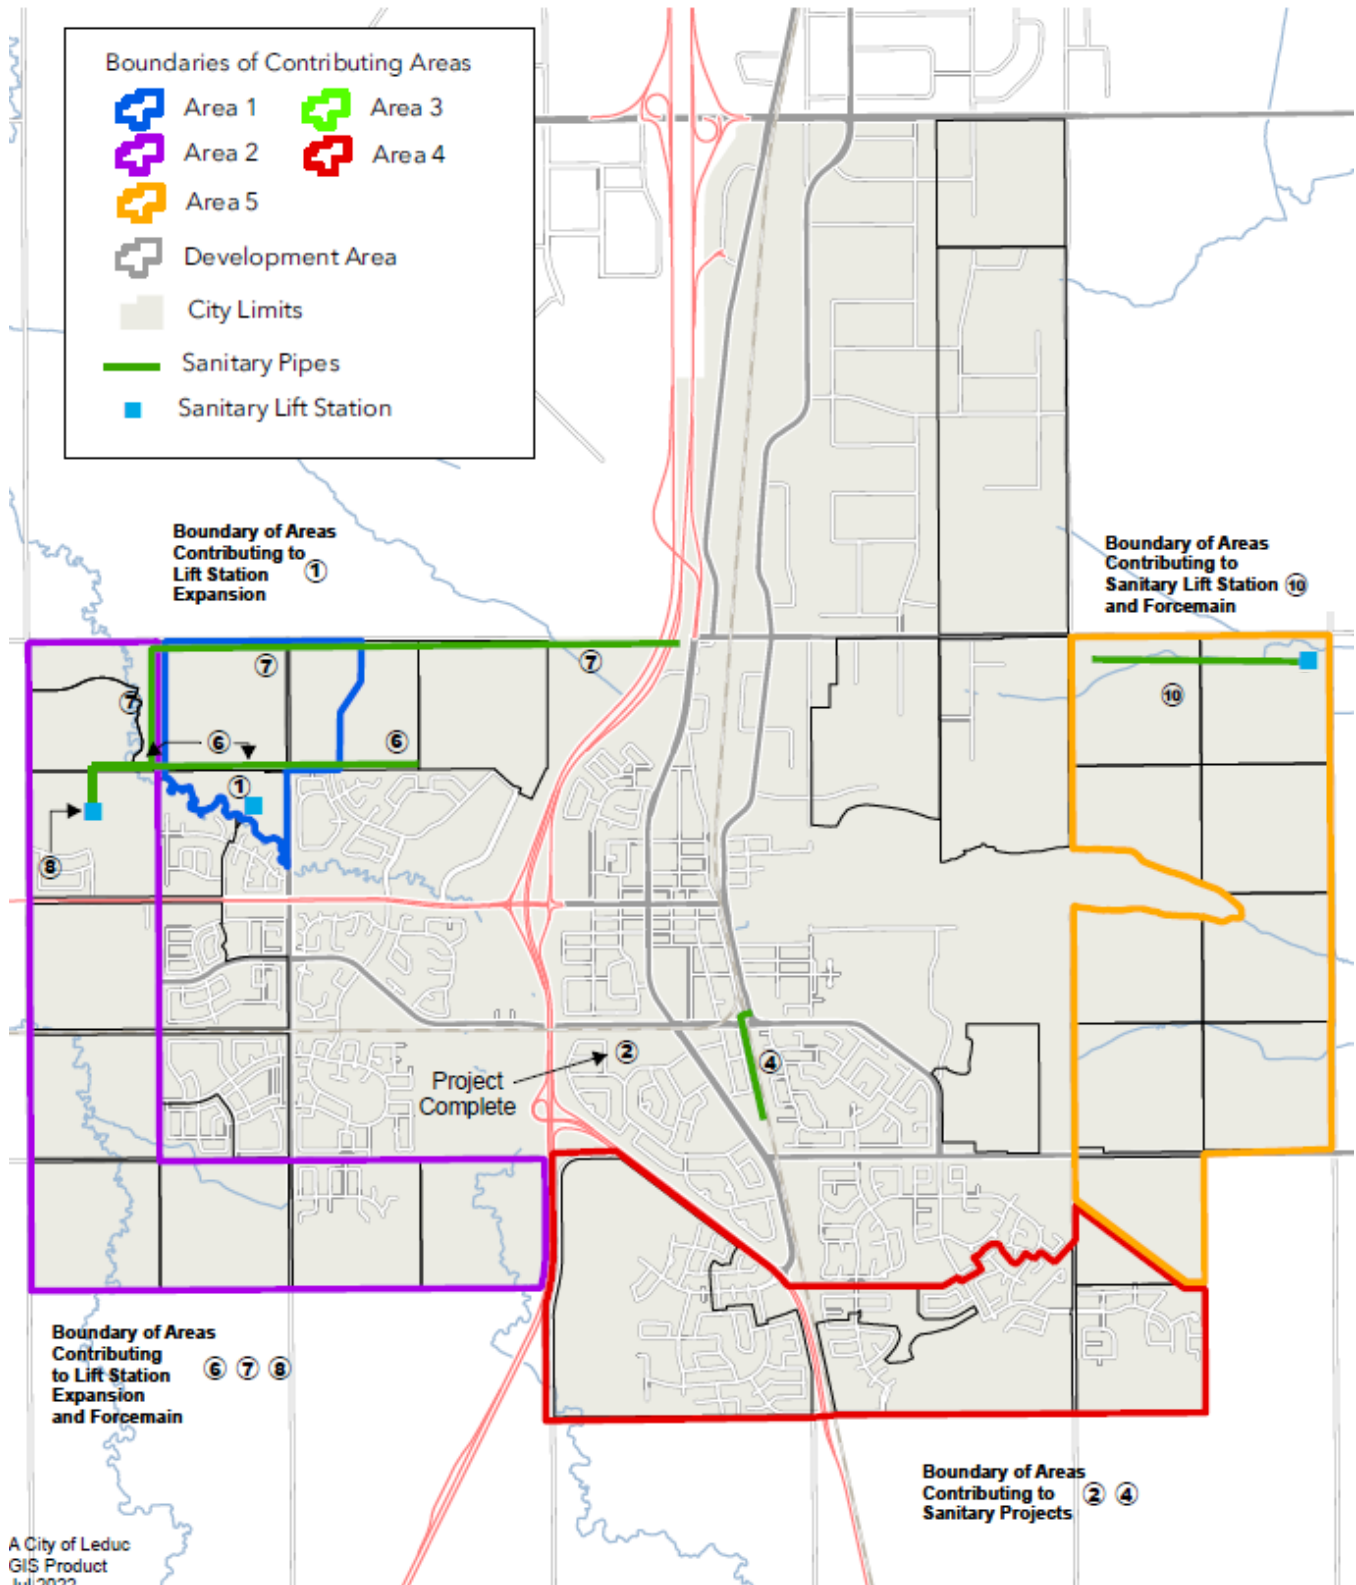 Boundaries of Contributing Areas
Area 1
Area 3
Area 2
Area 4
Area 5
Development Area
City Limits
Sanitary Pipes
Sanitary Lift Station
Boundary of Areas
Contributing to
Lift Station
Expansion
1
Boundary of Areas
Contributing to
Sanitary Lift Station 10
and Forcemain
7
7
7
6
6
10
1
8
2
Project
Complete
4
Boundary of Areas
Contributing
to Lift Station
Expansion
and Forcemain
6 7 8
Boundary of Areas
Contributing to
Sanitary Projects
2 4
A City of Leduc
GIS Product
Jul 2022